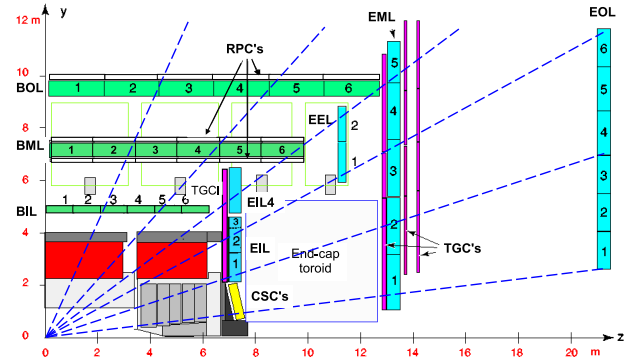 12 m
y
EML
EOL
RPC's
10
BOL
1 2 3 4 5 6
5
6
EEL
8
2
4
5
BML
1 2 3 4 5 6
1
3
4
6
TGCI
1 2 3 4 5 6
EIL4
BIL
3
2
3
4
2
EIL
End-cap
toroid
TGC's
2
1
1
1
2
CSC's
0
z
0 2 4 6 8 10 12 14 16 18 20 m